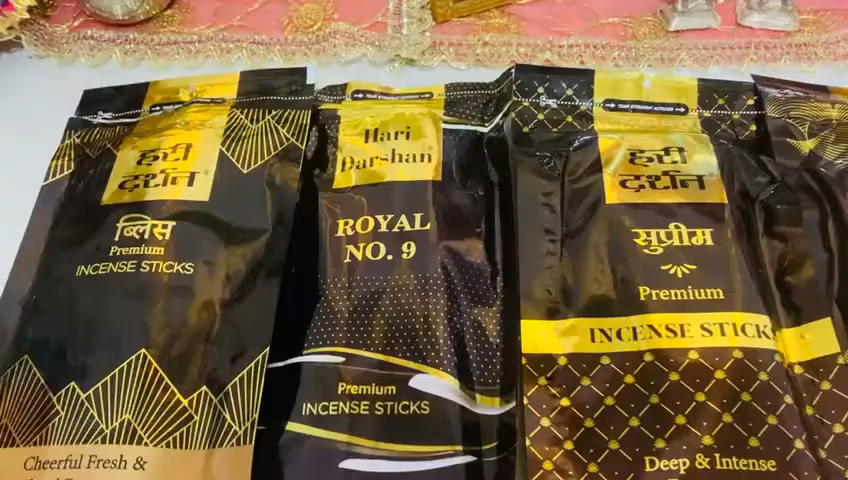 हरी
दर्शन
ब्लिस
Premium
INCENSE STICKS
Cheerful Fresh &
Hari
Darshan
ROYAL
NO. 9
Premium
INCENSE STICKS
हरी
दर्शन
सुप्रीम
Premium
INCENSE STICK
Deep & Intense